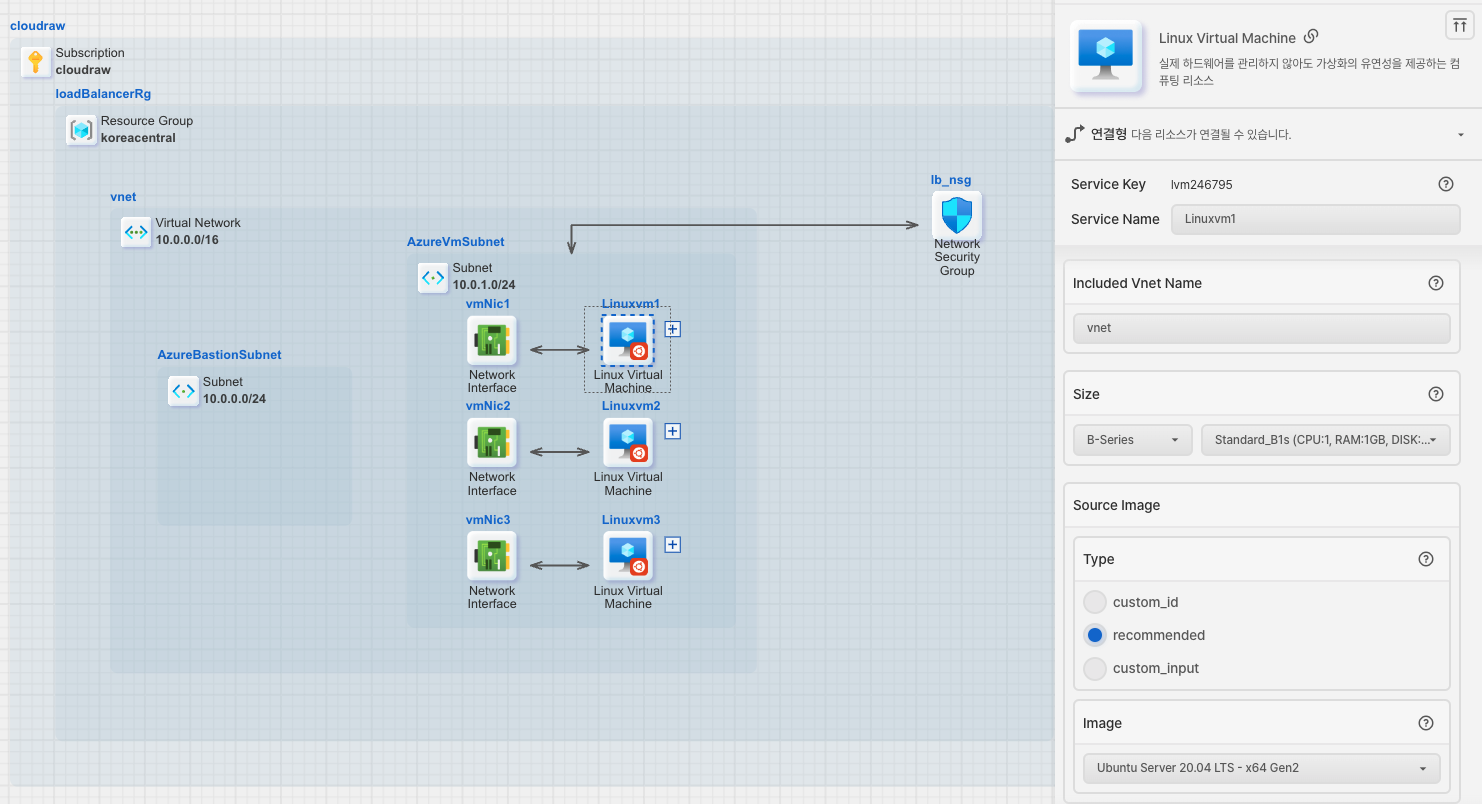 cloudraw
Subscription
cloudraw
loadBalancerRg
Resource Group
koreacentral
vnet
Virtual Network
10.0.0.0/16
lb_nsg
Network
Security
Group
AzureVmSubnet
Subnet
10.0.1.0/24
AzureBastionSubnet
Subnet
10.0.0.0/24
vmNic1
Network
Interface
Linuxvm1
Linux Virtual
Machine
vmNic2
Network
Interface
Linuxvm2
Linux Virtual
Machine
vmNic3
Network
Interface
Linuxvm3
Linux Virtual
Machine
Linux Virtual Machine
실제 하드웨어를 관리하지 않아도 가상화의 유연성을 제공하는 컴
퓨팅 리소스
연결형 다음 리소스가 연결될 수 있습니다.
Service Key lvm246795
Service Name Linuxvm1
Included Vnet Name
vnet
Size
B-Series Standard_B1s (CPU:1, RAM:1GB, DISK:...
Source Image
Type
custom_id
recommended
custom_input
Image
Ubuntu Server 20.04 LTS - x64 Gen2